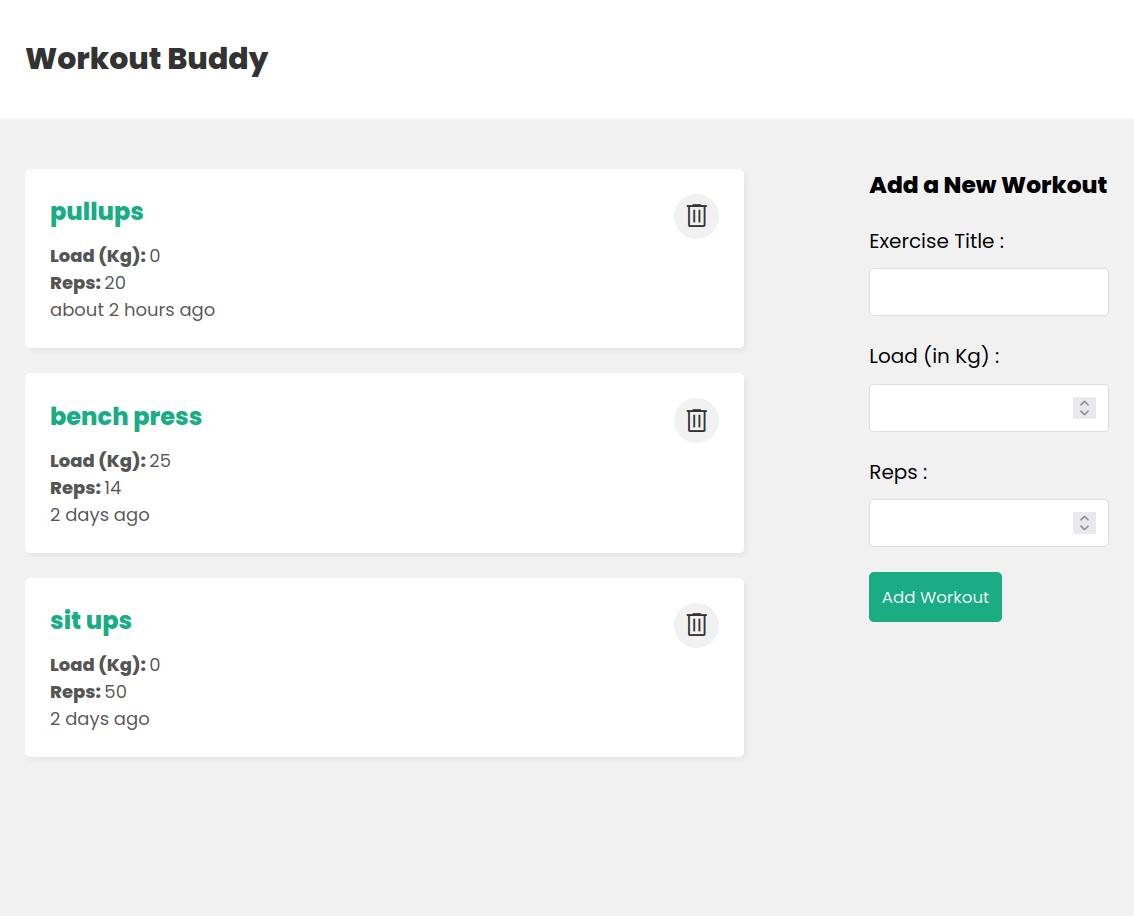 Workout Buddy
pullups
Load (Kg): 0
Reps: 20
about 2 hours ago
bench press
Load (Kg): 25
Reps: 14
2 days ago
sit ups
Load (Kg): 0
Reps: 50
2 days ago
Add a New Workout
Exercise Title :
Load (in Kg) :
Reps :
Add Workout